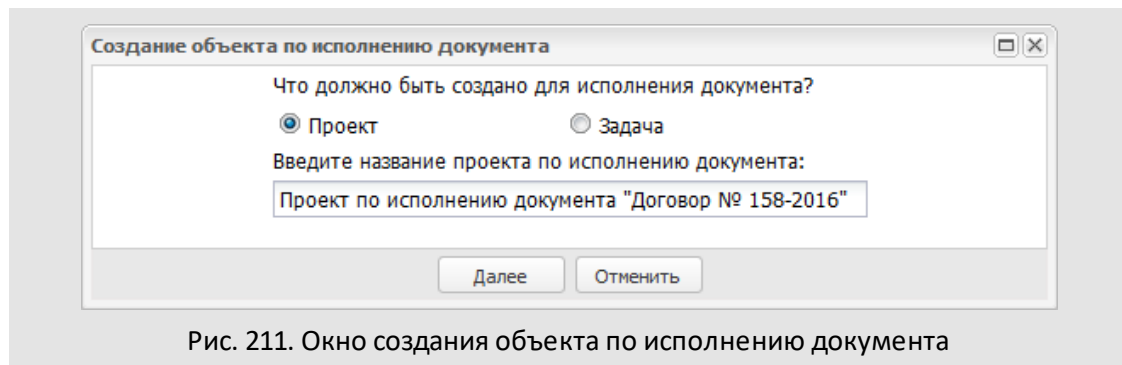 Создание объекта по исполнению документа
Что должно быть создано для исполнения документа?
Проект Задача
Введите название проекта по исполнению документа:
Проект по исполнению документа "Договор № 158-2016"
Далее Отменить
Рис. 211. Окно создания объекта по исполнению документа